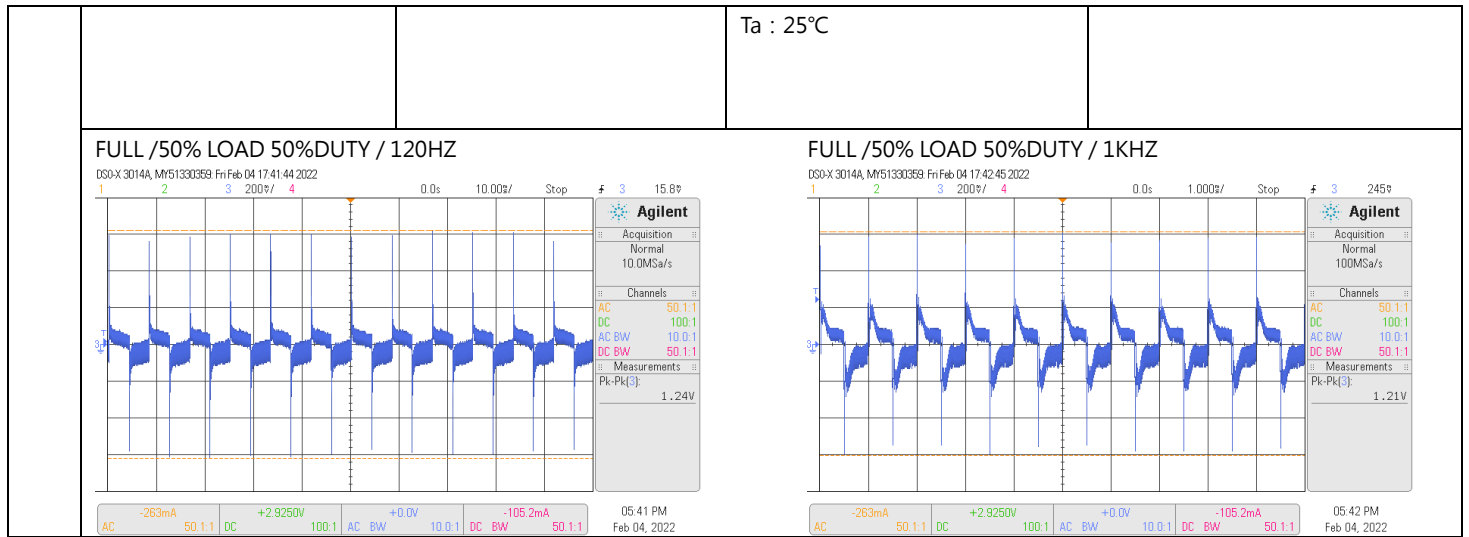 Ta : 25℃
FULL /50% LOAD 50%DUTY / 120HZ
DSO-X 3014A, MY51330359: Fri Feb 04 17:41:44 2022
1 2 3 200㎷/ 4 0.0s 10.00㎳/ Stop 3 15.8㎷
Agilent
Acquisition
Normal
10.0MSa/s
Channels
AC 50.1:1
DC 100:1
AC BW 10.0:1
DC BW 50.1:1
Measurements
Pk-Pk(3):
1.24V
T
3
-263mA +2.9250V +0.0V -105.2mA
AC 50.1:1 DC 100:1 AC BW 10.0:1 DC BW 50.1:1
05:41 PM
Feb 04, 2022
FULL /50% LOAD 50%DUTY / 1KHZ
DSO-X 3014A, MY51330359: Fri Feb 04 17:42:45 2022
1 2 3 200㎷/ 4 0.0s 1.000㎳/ Stop 3 245㎷
Agilent
Acquisition
Normal
100MSa/s
Channels
AC 50.1:1
DC 100:1
AC BW 10.0:1
DC BW 50.1:1
Measurements
Pk-Pk(3):
1.21V
T
3
-263mA +2.9250V +0.0V -105.2mA
AC 50.1:1 DC 100:1 AC BW 10.0:1 DC BW 50.1:1
05:42 PM
Feb 04, 2022